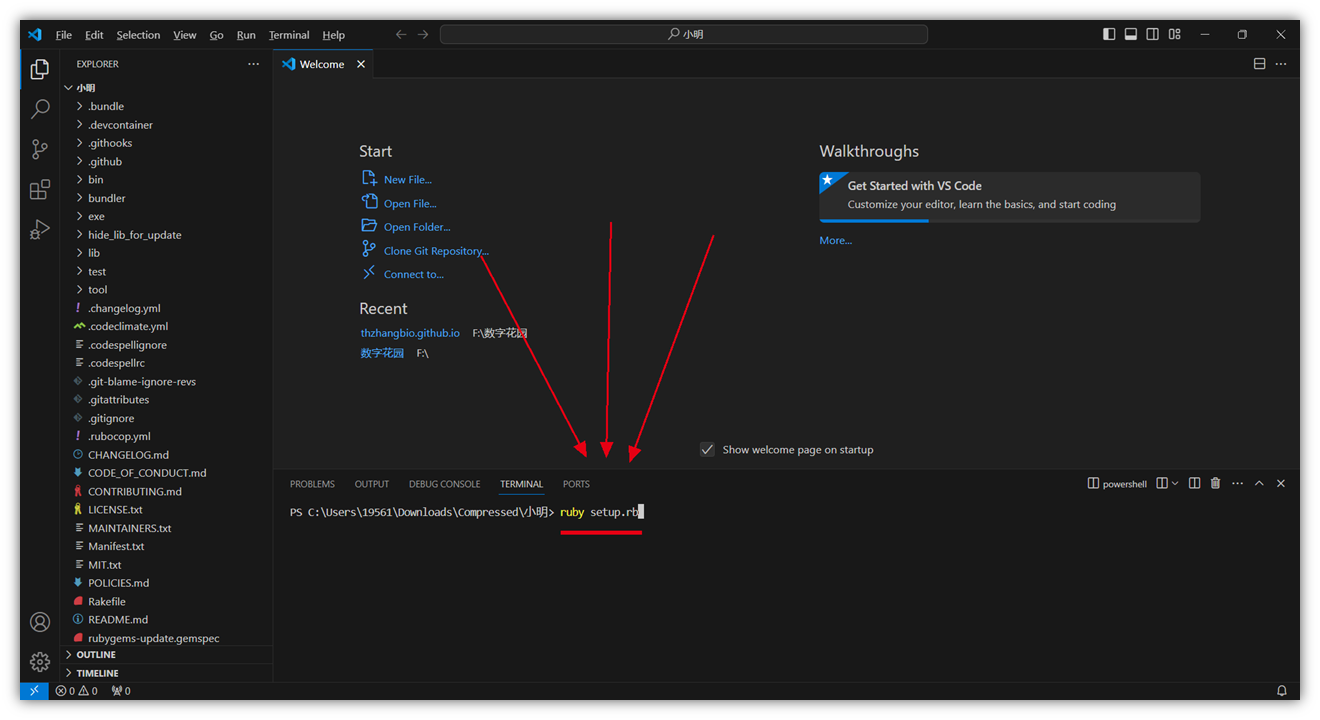 File Edit Selection View Go Run Terminal Help
小明
EXPLORER
Welcome
小明
.bundle
.devcontainer
.githooks
.github
bin
bundler
exe
hide_lib_for_update
lib
test
tool
.changelog.yml
.codeclimate.yml
.codespellignore
.codespellrc
.git-blame-ignore-revs
.gitattributes
.gitignore
.rubocop.yml
CHANGELOG.md
CODE_OF_CONDUCT.md
CONTRIBUTING.md
LICENSE.txt
MAINTAINERS.txt
Manifest.txt
MIT.txt
POLICIES.md
Rakefile
README.md
rubygems-update.gemspec
OUTLINE
TIMELINE
Start
New File...
Open File...
Open Folder...
Clone Git Repository...
Connect to...
Recent
thzhangbio.github.io F:\数字花园
数字花园 F:\
Walkthroughs
Get Started with VS Code
Customize your editor, learn the basics, and start coding
More...
Show welcome page on startup
PROBLEMS OUTPUT DEBUG CONSOLE TERMINAL PORTS
powershell
PS C:\Users\19561\Downloads\Compressed\小明> ruby setup.rb
0 0 0